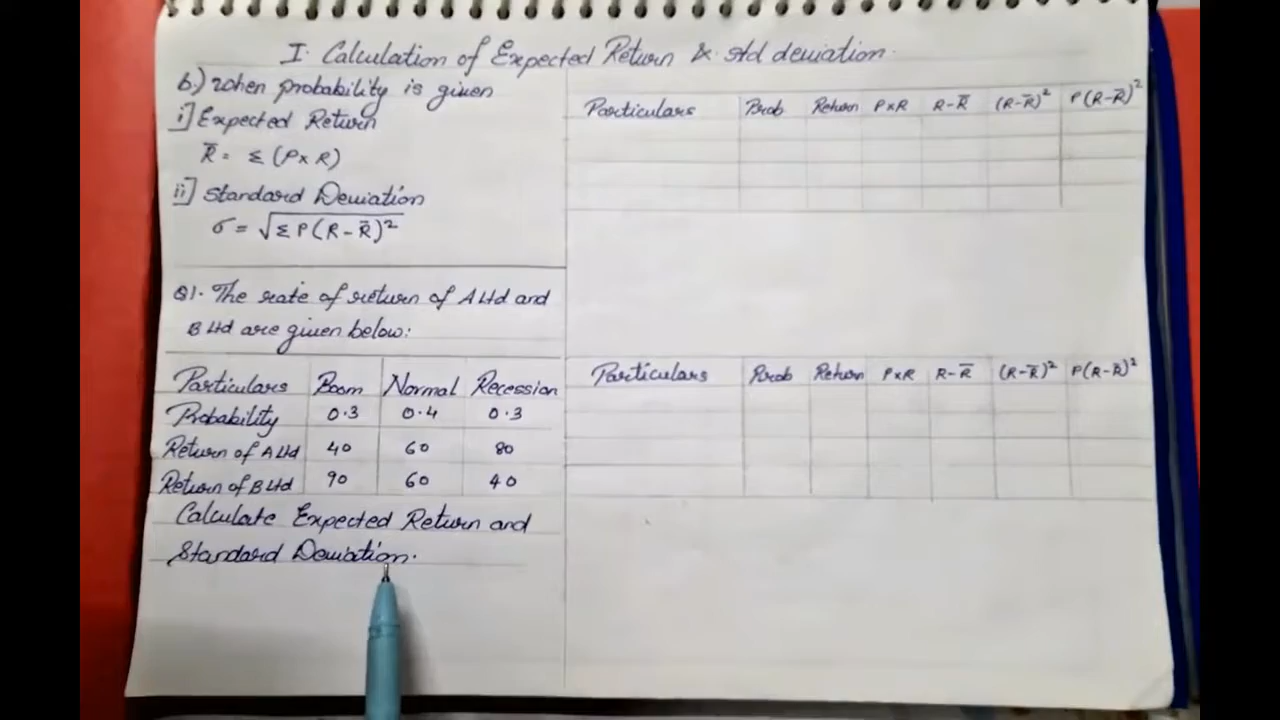 I. Calculation of Expected Return & Std deviation.
b.) When probability is given
i] Expected Return
R̄ = Σ (P×R)
ii] Standard Deviation
σ = √ΣP(R-R̄)²
Q1. The rate of return of A Ltd and
B Ltd are given below:
Particulars Boom Normal Recession
Probability 0.3 0.4 0.3
Return of A Ltd 40 60 80
Return of B Ltd 90 60 40
Calculate Expected Return and
Standard Deviation.
Particulars Prob Return P×R R-R̄ (R-R̄)² P(R-R̄)²
Particulars Prob Return P×R R-R̄ (R-R̄)² P(R-R̄)²